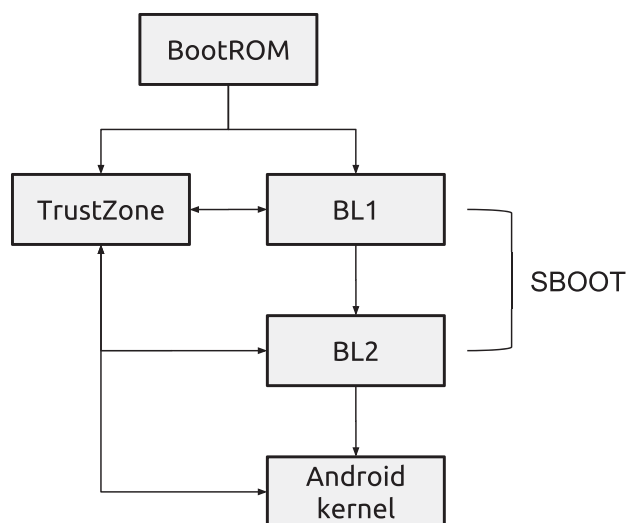 BootROM
TrustZone
BL1
SBOOT
BL2
Android
kernel